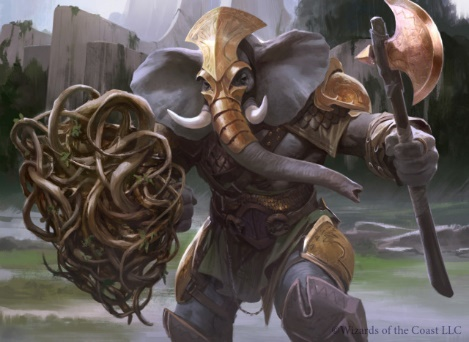 Wizards of the Coast LLC